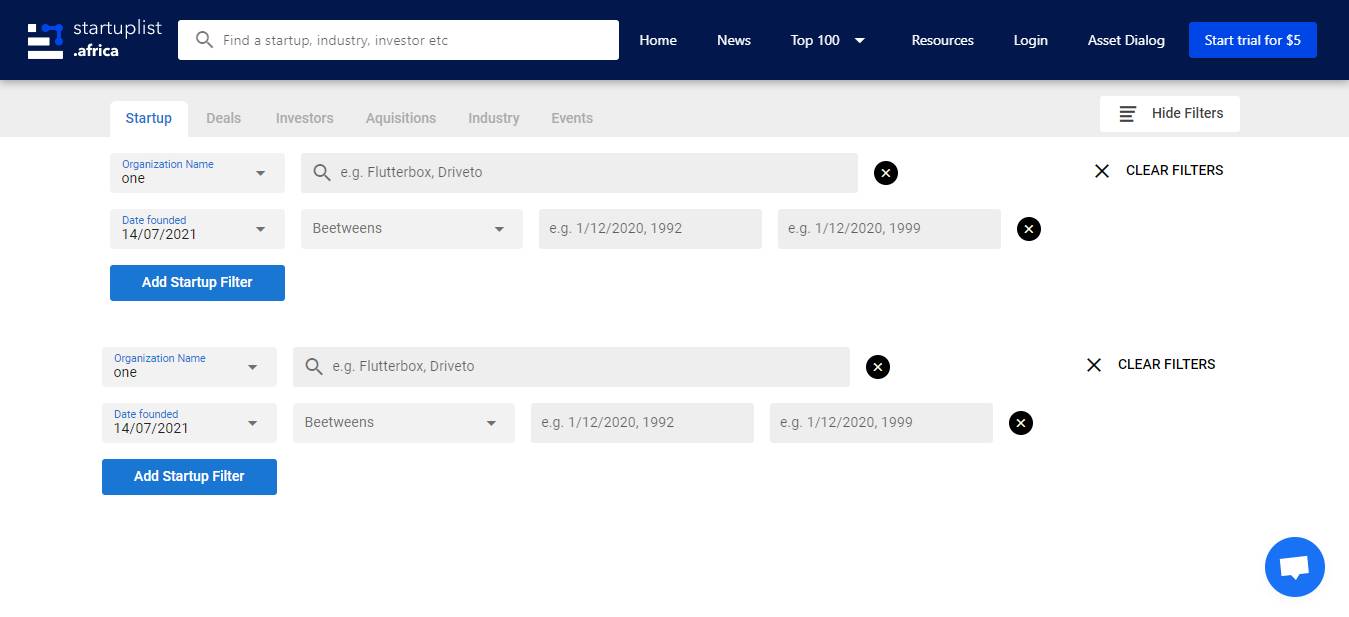 startuplist
.africa
Find a startup, industry, investor etc
Home
News
Top 100
Resources
Login
Asset Dialog
Start trial for $5
Startup
Deals
Investors
Aquisitions
Industry
Events
Hide Filters
Organization Name
one
e.g. Flutterbox, Driveto
CLEAR FILTERS
Date founded
14/07/2021
Beetweens
e.g. 1/12/2020, 1992
e.g. 1/12/2020, 1999
Add Startup Filter
Organization Name
one
e.g. Flutterbox, Driveto
CLEAR FILTERS
Date founded
14/07/2021
Beetweens
e.g. 1/12/2020, 1992
e.g. 1/12/2020, 1999
Add Startup Filter